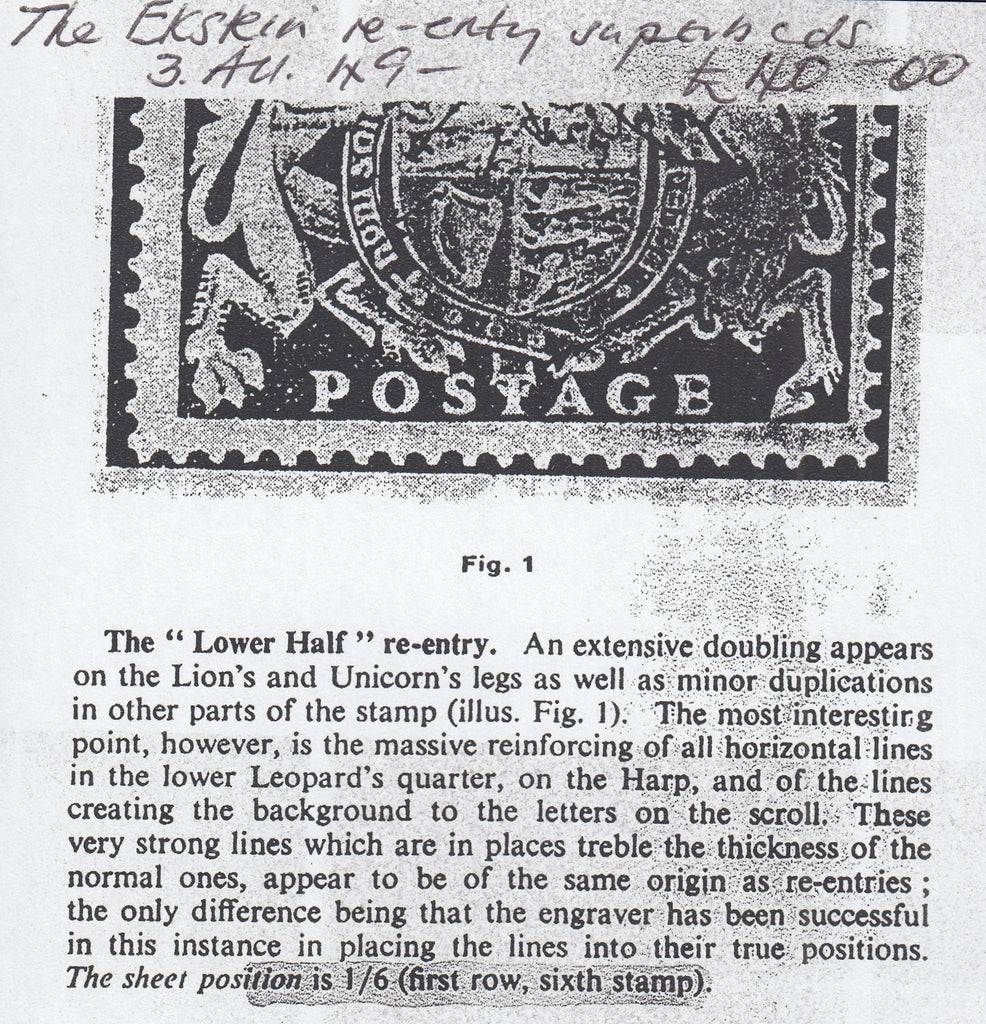 The Ekskin re-entry superb cds
3. AU. 49 -
£ 40-00
POSTAGE
Fig. 1
The “ Lower Half ” re-entry. An extensive doubling appears
on the Lion's and Unicorn's legs as well as minor duplications
in other parts of the stamp (illus. Fig. 1). The most interesting
point, however, is the massive reinforcing of all horizontal lines
in the lower Leopard's quarter, on the Harp, and of the lines
creating the background to the letters on the scroll. These
very strong lines which are in places treble the thickness of the
normal ones, appear to be of the same origin as re-entries ;
the only difference being that the engraver has been successful
in this instance in placing the lines into their true positions.
The sheet position is 1/6 (first row, sixth stamp).